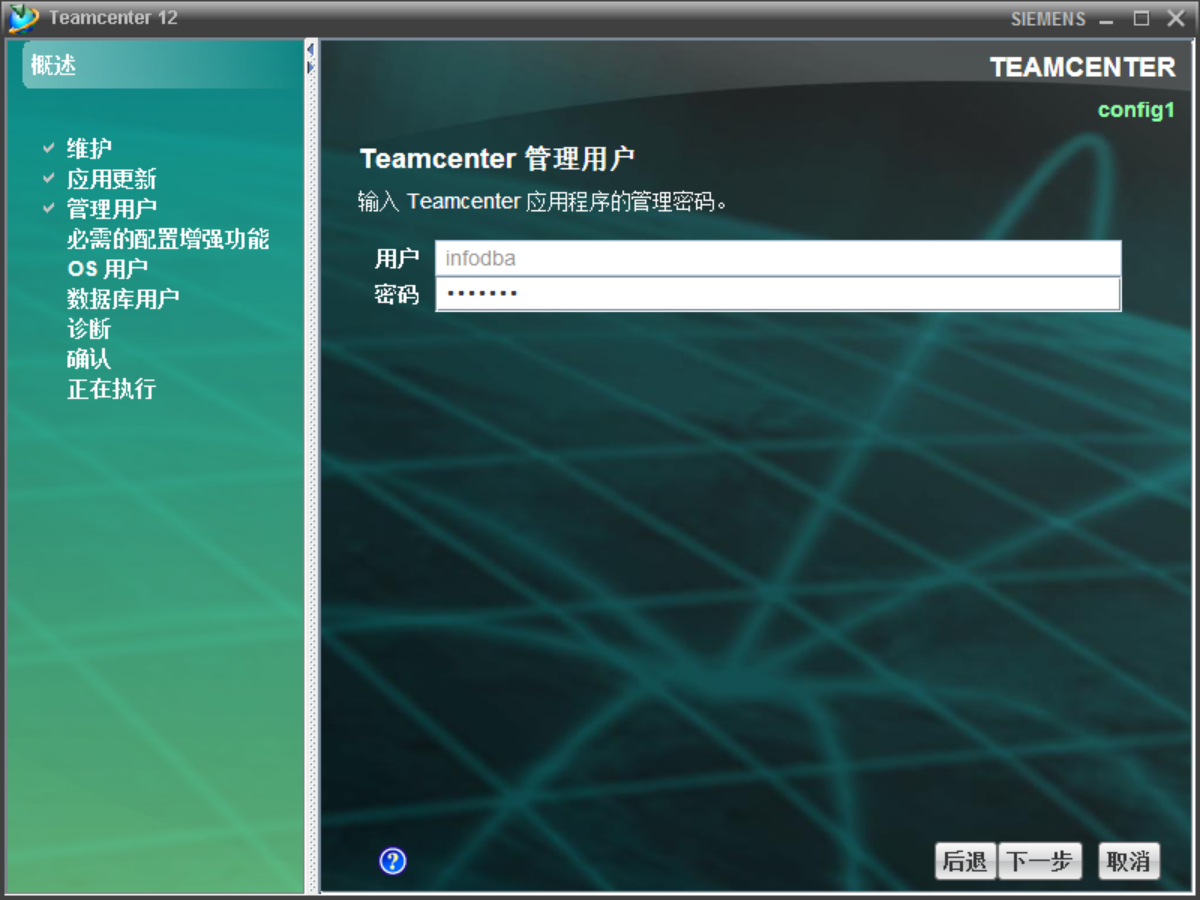 Teamcenter 12
SIEMENS
概述
维护
应用更新
管理用户
必需的配置增强功能
OS 用户
数据库用户
诊断
确认
正在执行
TEAMCENTER
config1
Teamcenter 管理用户
输入 Teamcenter 应用程序的管理密码。
用户 infodba
密码 •••••••
?
后退 下一步 取消